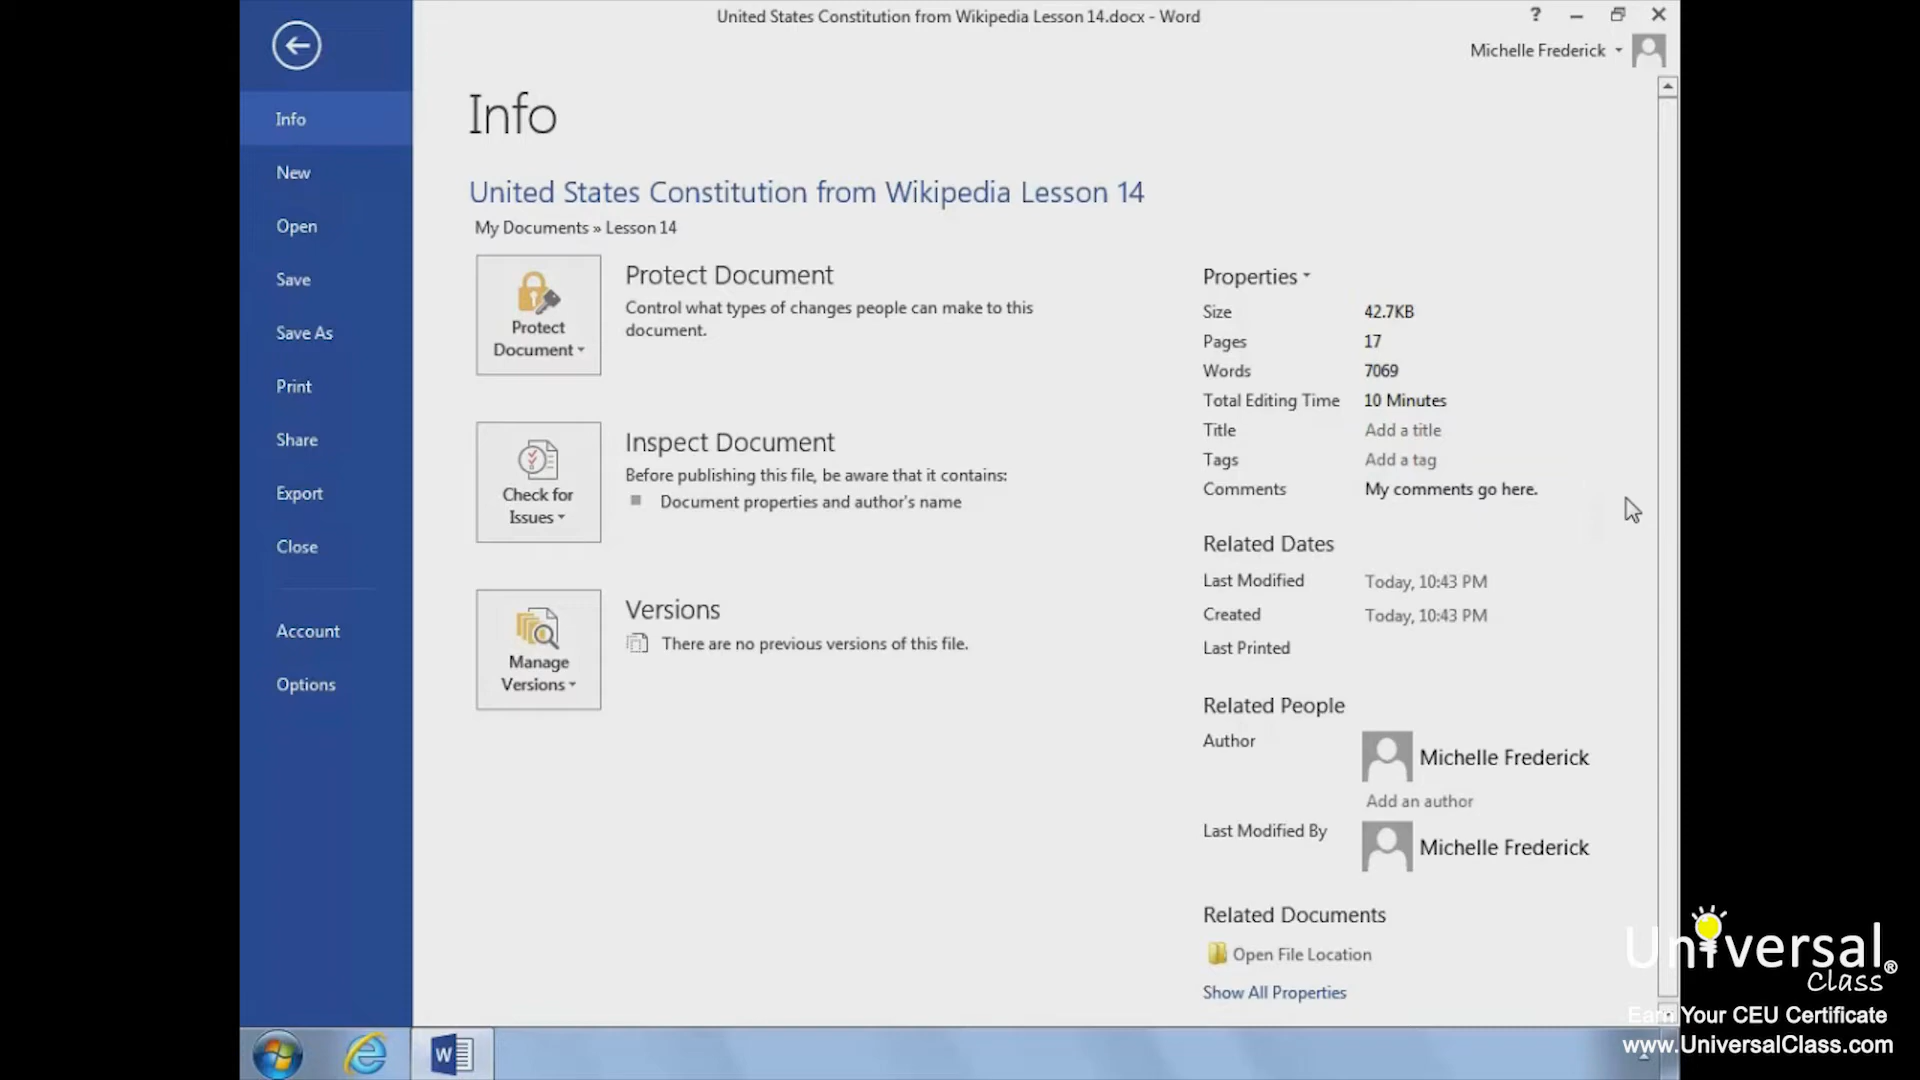 United States Constitution from Wikipedia Lesson 14.docx - Word
?
Michelle Frederick
Info
New
Open
Save
Save As
Print
Share
Export
Close
Account
Options
Info
United States Constitution from Wikipedia Lesson 14
My Documents » Lesson 14
Protect
Document
Protect Document
Control what types of changes people can make to this
document.
Check for
Issues
Inspect Document
Before publishing this file, be aware that it contains:
Document properties and author's name
Manage
Versions
Versions
There are no previous versions of this file.
Properties
Size 42.7KB
Pages 17
Words 7069
Total Editing Time 10 Minutes
Title Add a title
Tags Add a tag
Comments My comments go here.
Related Dates
Last Modified Today, 10:43 PM
Created Today, 10:43 PM
Last Printed
Related People
Author Michelle Frederick
Add an author
Last Modified By Michelle Frederick
Related Documents
Open File Location
Show All Properties
Universal®
Class
Earn Your CEU Certificate
www.UniversalClass.com
W